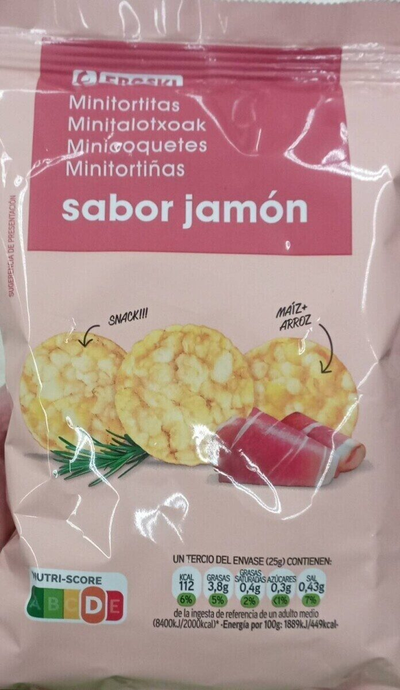 EROSKI
Minitortitas
Minitalotxoak
Minicoquetes
Minitortiñas
sabor jamón
SUGERENCIA DE PRESENTACIÓN
SNACK!!!
MAÍZ+
ARROZ
UN TERCIO DEL ENVASE (25g) CONTIENEN:
KCAL GRASAS GRASAS SATURADAS AZÚCARES SAL
112 3,8g 0,4g 0,3g 0,43g
6% 5% 2% <1% 7%
de la ingesta de referencia de un adulto medio
(8400kJ/2000kcal)* -Energía por 100g: 1889kJ/449kcal-
NUTRI-SCORE
A B C D E